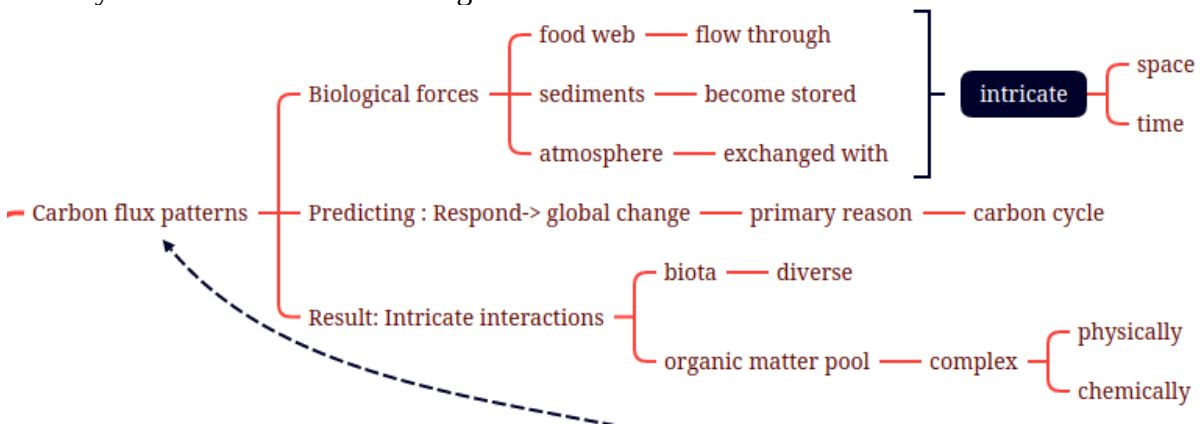 food web
flow through
Biological forces
sediments
become stored
atmosphere
exchanged with
intricate
space
time
Carbon flux patterns
Predicting : Respond-> global change
primary reason
carbon cycle
Result: Intricate interactions
biota
diverse
organic matter pool
complex
physically
chemically